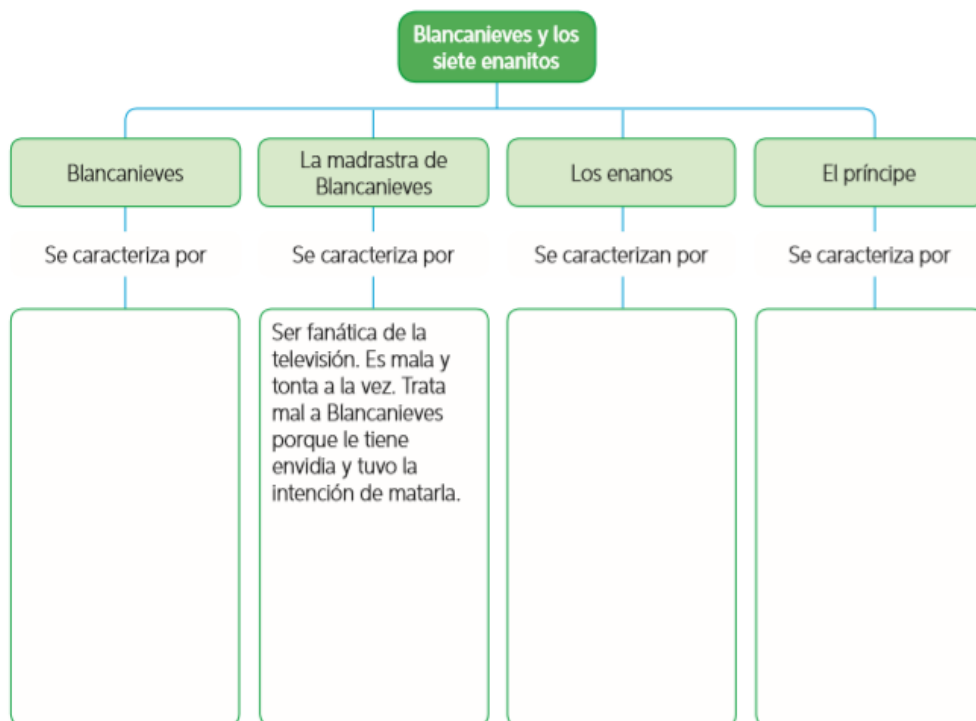 Blancanieves y los
siete enanitos
Blancanieves
La madrastra de
Blancanieves
Los enanos
El príncipe
Se caracteriza por
Se caracteriza por
Se caracterizan por
Se caracteriza por
Ser fanática de la
televisión. Es mala y
tonta a la vez. Trata
mal a Blancanieves
porque le tiene
envidia y tuvo la
intención de matarla.